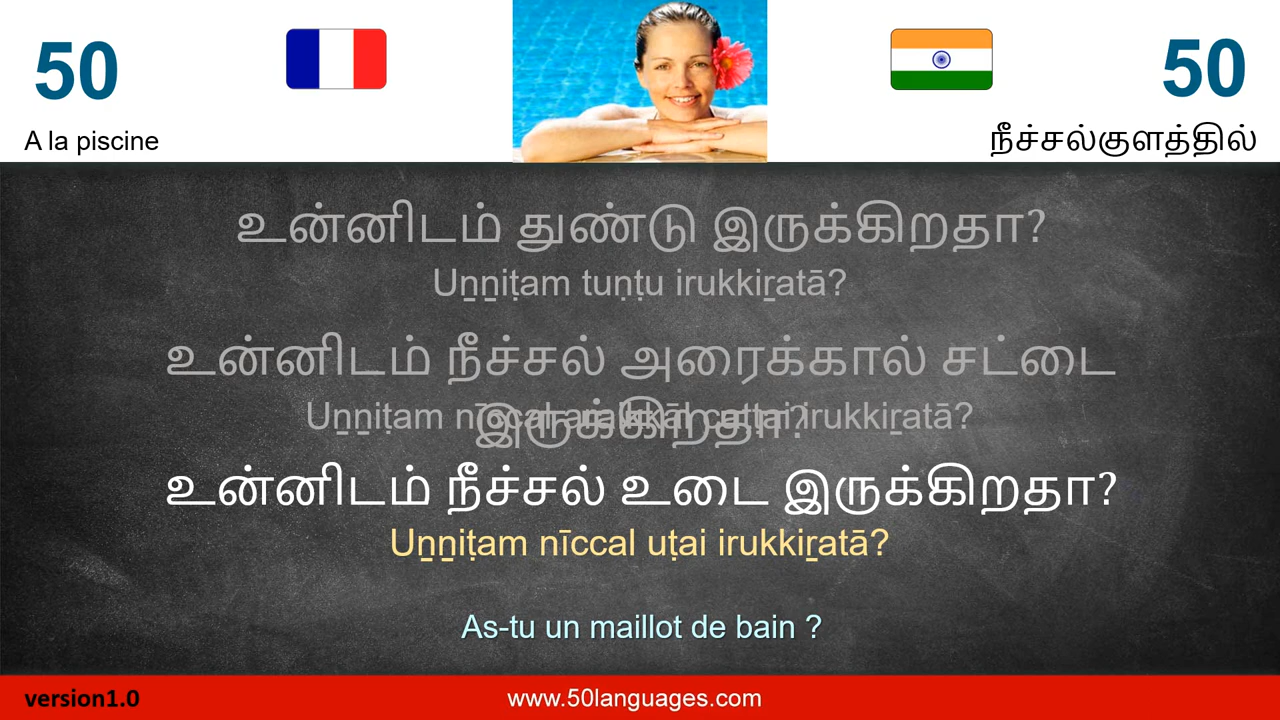 50
50
A la piscine
நீச்சல்குளத்தில்
உன்னிடம் துண்டு இருக்கிறதா?
Uṉṉiṭam tuṇṭu irukkiṟatā?
உன்னிடம் நீச்சல் அரைக்கால் சட்டை
இருக்கிறதா?
Uṉṉiṭam nīccal araikkāl caṭṭai irukkiṟatā?
உன்னிடம் நீச்சல் உடை இருக்கிறதா?
Uṉṉiṭam nīccal uṭai irukkiṟatā?
As-tu un maillot de bain ?
version1.0
www.50languages.com